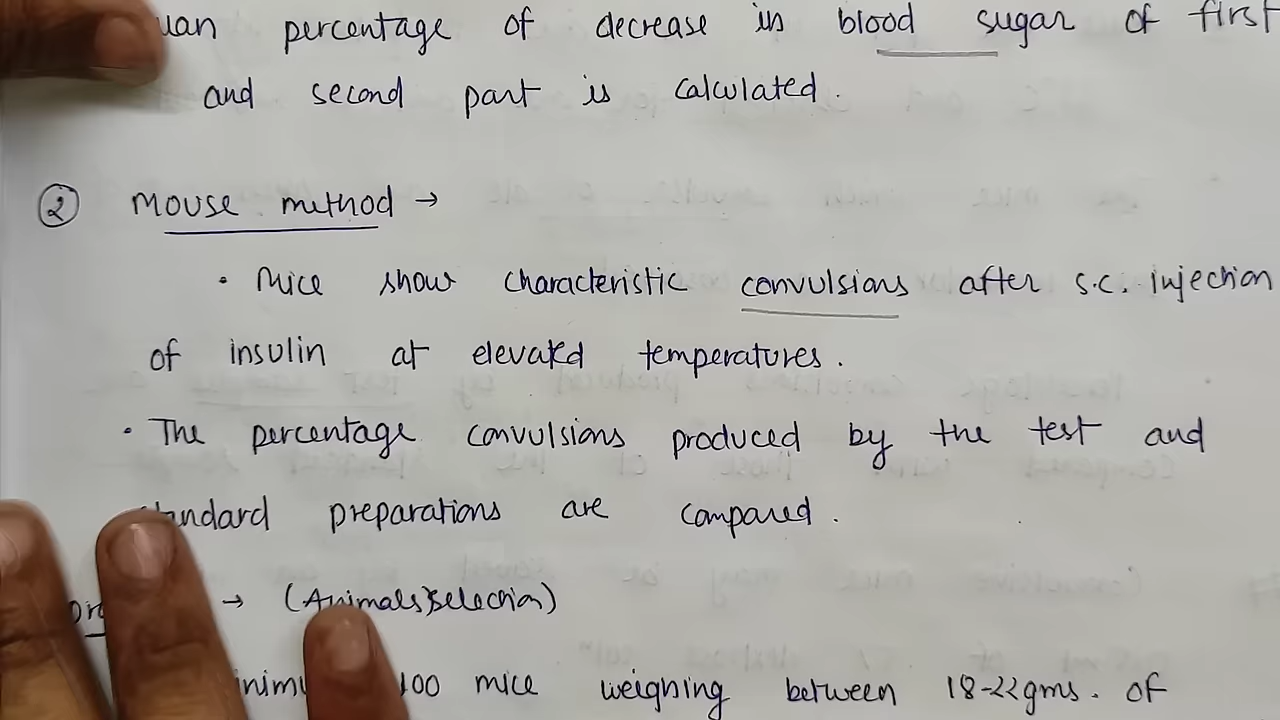 percentage of decrease in blood sugar of first
and second part is calculated.
② Mouse method →
• Mice show characteristic convulsions after s.c. injection
of insulin at elevated temperatures.
• The percentage convulsions produced by the test and
standard preparations are compared.
→ (Animals selection)
100 mice weighing between 18-22gms. of